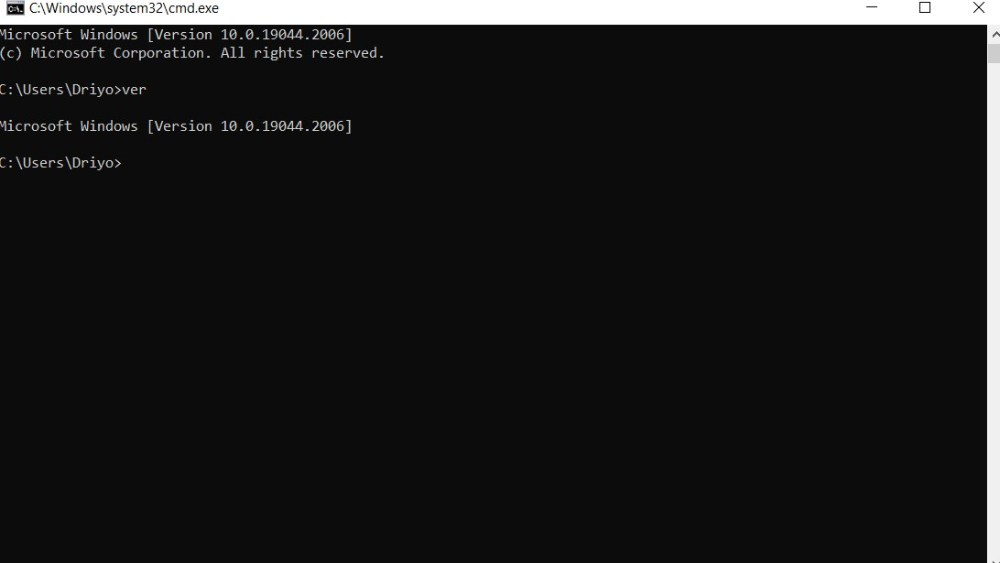 C:\Windows\system32\cmd.exe
Microsoft Windows [Version 10.0.19044.2006]
(c) Microsoft Corporation. All rights reserved.
C:\Users\Driyo>ver
Microsoft Windows [Version 10.0.19044.2006]
C:\Users\Driyo>